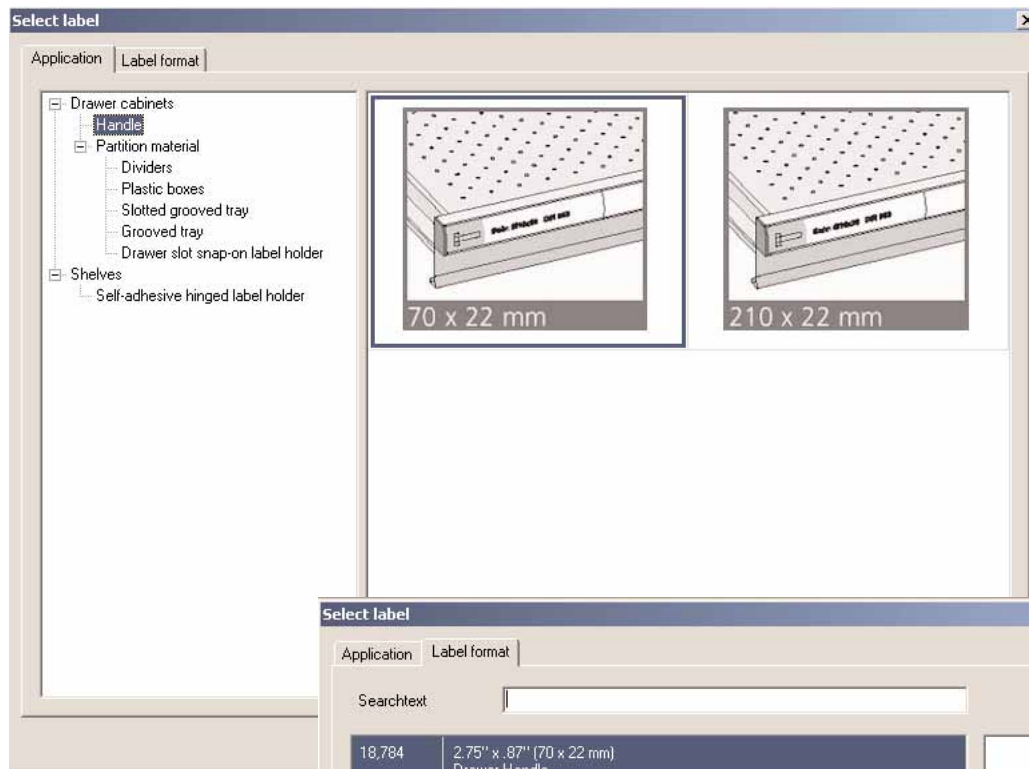 Select label
Application
Label format
Drawer cabinets
Handle
Partition material
Dividers
Plastic boxes
Slotted grooved tray
Grooved tray
Drawer slot snap-on label holder
Shelves
Self-adhesive hinged label holder
70 x 22 mm
210 x 22 mm
Select label
Application
Label format
Searchtext
18,784
2.75" x .87" (70 x 22 mm)
Drawer Handle